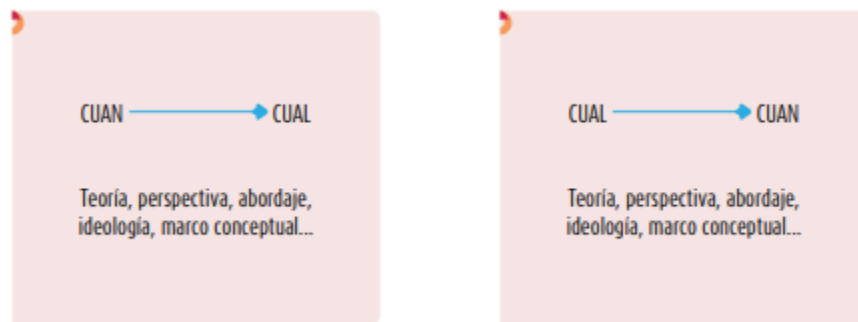 CUAN CUAL
Teoría, perspectiva, abordaje,
ideología, marco conceptual...
CUAL CUAN
Teoría, perspectiva, abordaje,
ideología, marco conceptual...